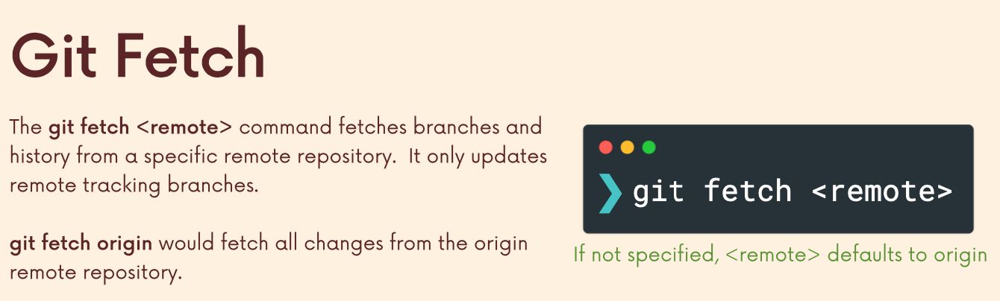 Git Fetch
The git fetch <remote> command fetches branches and
history from a specific remote repository.  It only updates
remote tracking branches.
git fetch origin would fetch all changes from the origin
remote repository.
❯ git fetch <remote>
If not specified, <remote> defaults to origin